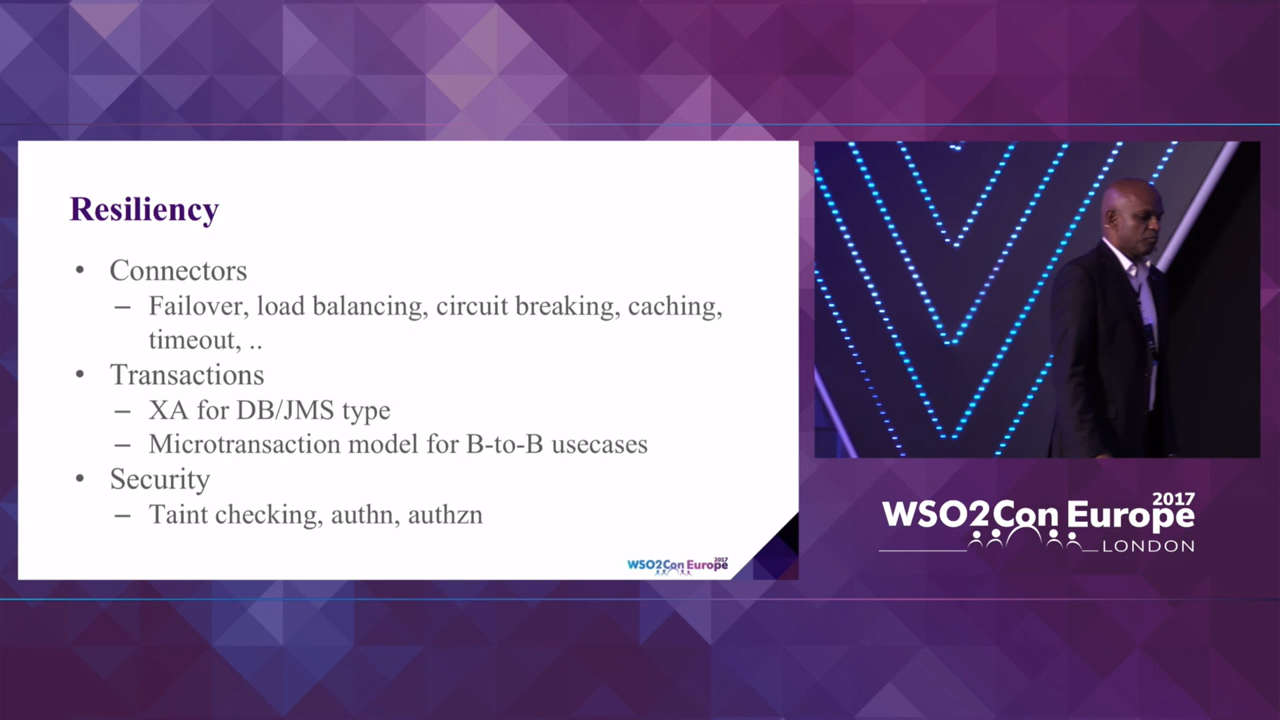 Resiliency
• Connectors
– Failover, load balancing, circuit breaking, caching,
timeout, ..
• Transactions
– XA for DB/JMS type
– Microtransaction model for B-to-B usecases
• Security
– Taint checking, authn, authzn
WSO2Con Europe 2017
2017
WSO2Con Europe
LONDON